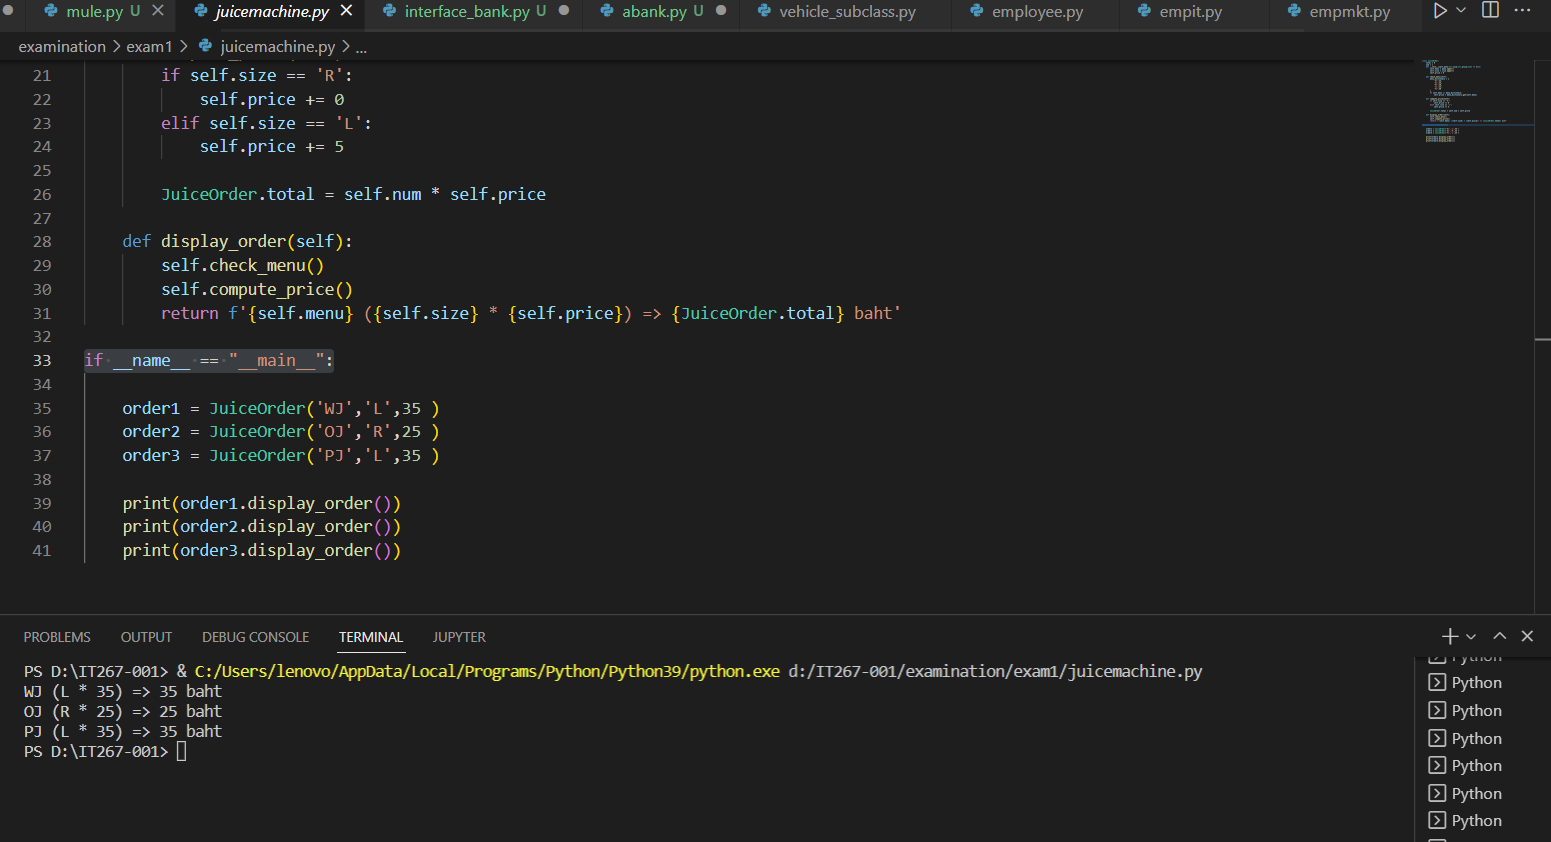 mule.py U juicemachine.py interface_bank.py U abank.py U vehicle_subclass.py employee.py empit.py empmkt.py
examination > exam1 > juicemachine.py > ...
21 if self.size == 'R':
22 self.price += 0
23 elif self.size == 'L':
24 self.price += 5
25
26 JuiceOrder.total = self.num * self.price
27
28 def display_order(self):
29 self.check_menu()
30 self.compute_price()
31 return f'{self.menu} ({self.size} * {self.price}) => {JuiceOrder.total} baht'
32
33 if __name__ == "__main__":
34
35 order1 = JuiceOrder('WJ','L',35 )
36 order2 = JuiceOrder('OJ','R',25 )
37 order3 = JuiceOrder('PJ','L',35 )
38
39 print(order1.display_order())
40 print(order2.display_order())
41 print(order3.display_order())
PROBLEMS OUTPUT DEBUG CONSOLE TERMINAL JUPYTER
PS D:\IT267-001> & C:/Users/lenovo/AppData/Local/Programs/Python/Python39/python.exe d:/IT267-001/examination/exam1/juicemachine.py
WJ (L * 35) => 35 baht
OJ (R * 25) => 25 baht
PJ (L * 35) => 35 baht
PS D:\IT267-001>
Python
Python
Python
Python
Python
Python
Python